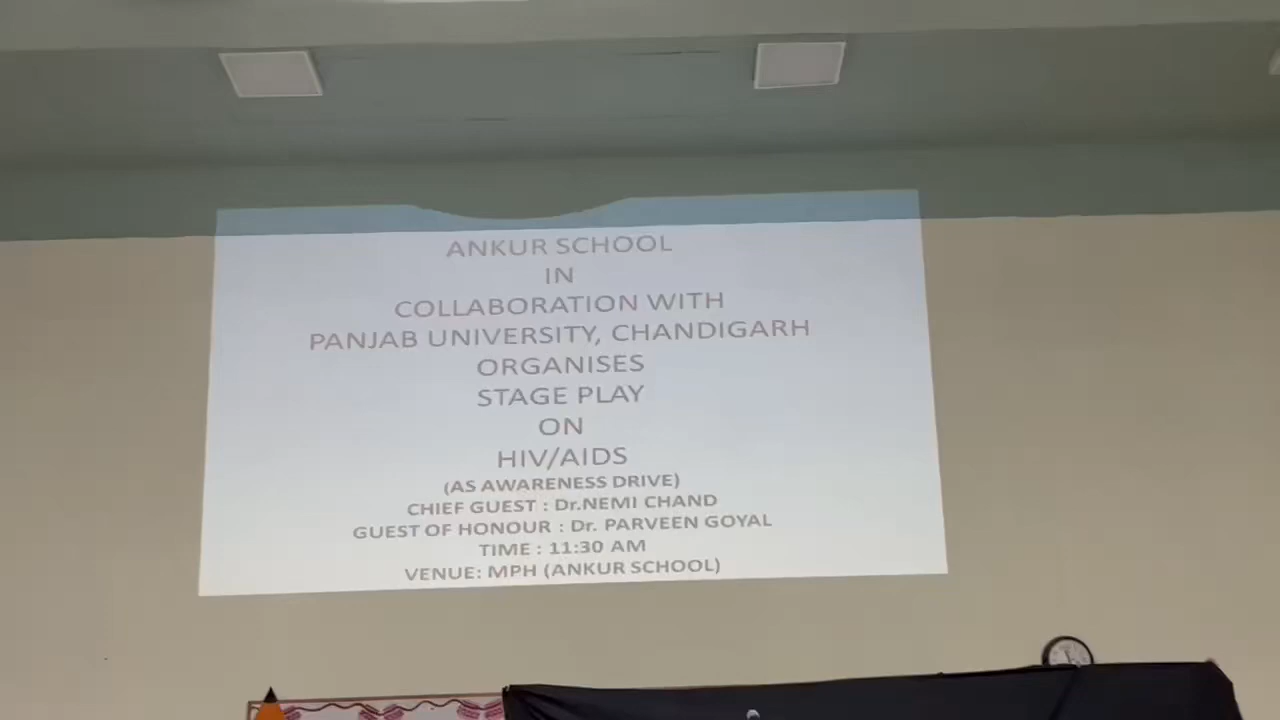 ANKUR SCHOOL
IN
COLLABORATION WITH
PANJAB UNIVERSITY, CHANDIGARH
ORGANISES
STAGE PLAY
ON
HIV/AIDS
(AS AWARENESS DRIVE)
CHIEF GUEST : Dr.NEMI CHAND
GUEST OF HONOUR : Dr. PARVEEN GOYAL
TIME : 11:30 AM
VENUE: MPH (ANKUR SCHOOL)